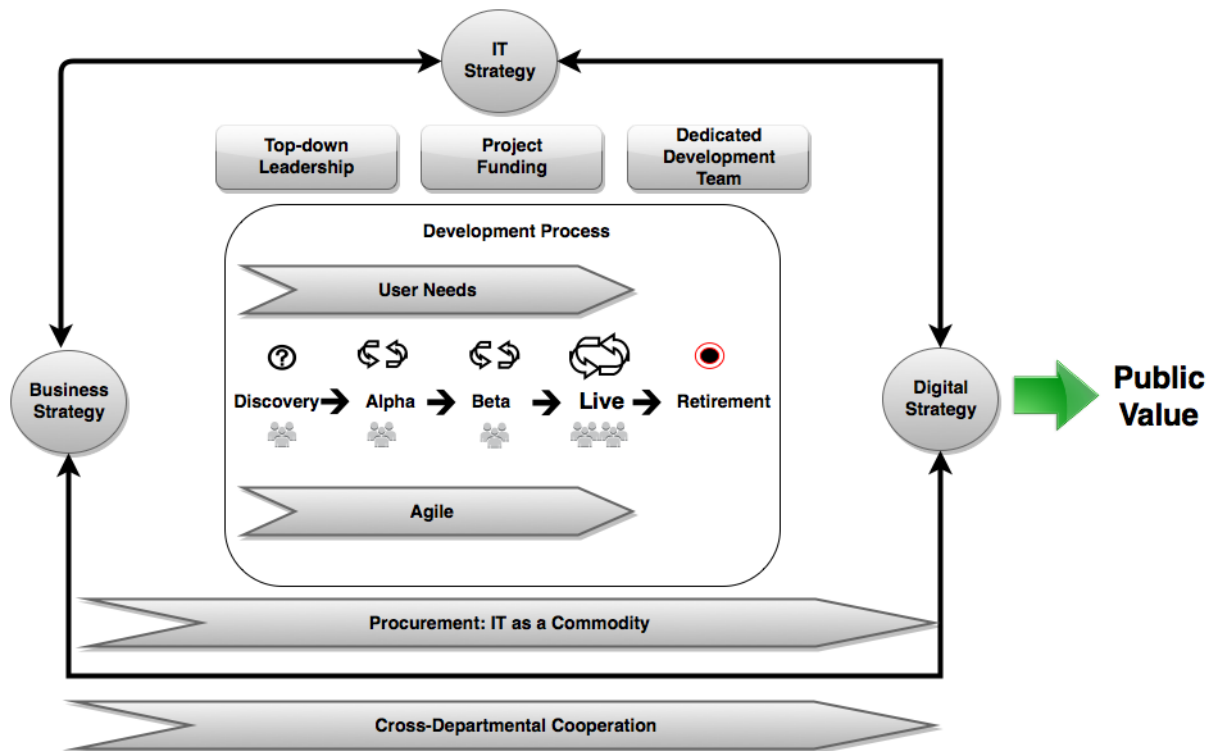 IT
Strategy
Top-down
Leadership
Project
Funding
Dedicated
Development
Team
Development Process
User Needs
?
Discovery
Alpha
Beta
Live
Retirement
Agile
Business
Strategy
Digital
Strategy
Public
Value
Procurement: IT as a Commodity
Cross-Departmental Cooperation